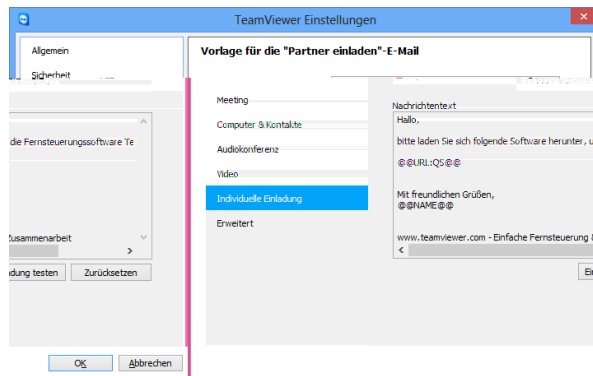 TeamViewer Einstellungen
Allgemein
Sicherheit
Vorlage für die "Partner einladen"-E-Mail
die Fernsteuerungssoftware Te
Zusammenarbeit
ndung testen
Zurücksetzen
OK
Abbrechen
Meeting
Computer & Kontakte
Audiokonferenz
Video
Individuelle Einladung
Erweitert
Nachrichtentext
Hallo,
bitte laden Sie sich folgende Software herunter, u
@@URL:QS@@
Mit freundlichen Grüßen,
@@NAME@@
www.teamviewer.com - Einfache Fernsteuerung